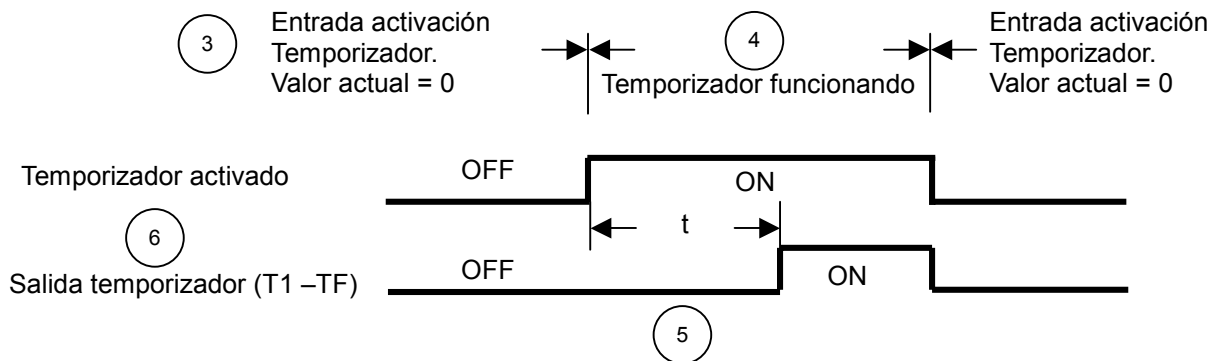 3
Entrada activación
Temporizador.
Valor actual = 0
4
Temporizador funcionando
Entrada activación
Temporizador.
Valor actual = 0
Temporizador activado
OFF
ON
6
t
Salida temporizador (T1 –TF)
OFF
ON
5